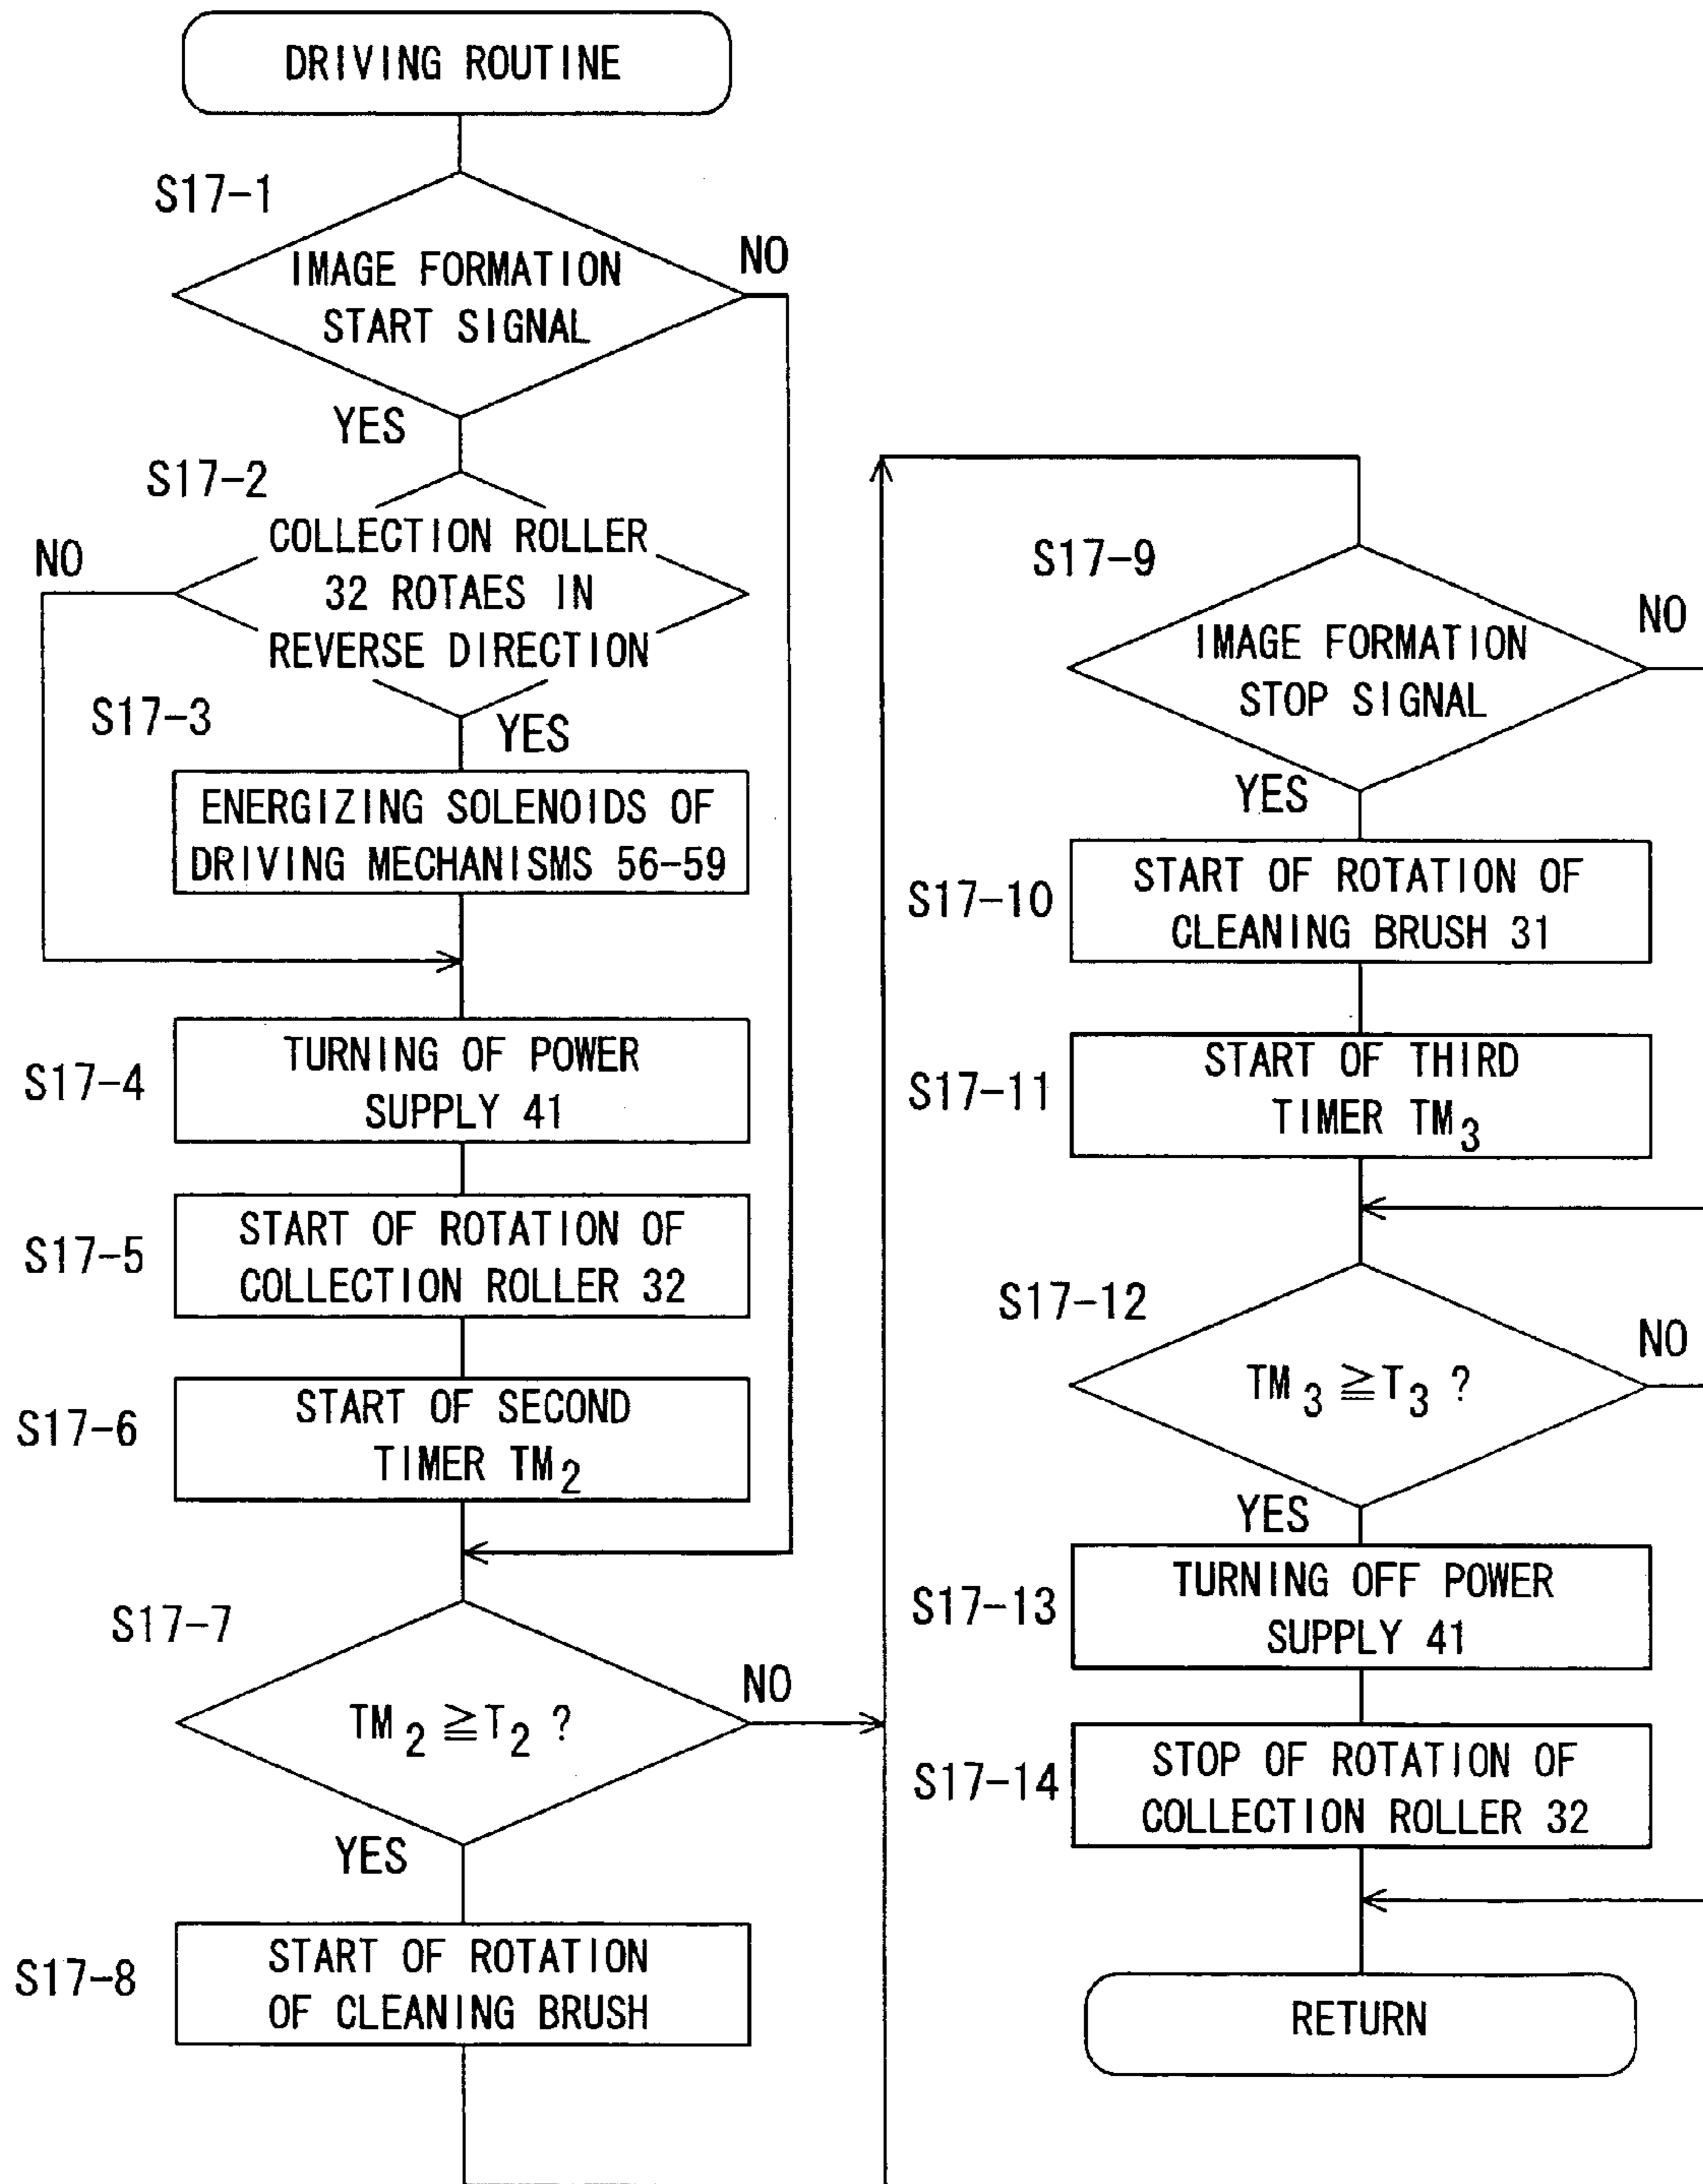 DRIVING ROUTINE
S17-1
IMAGE FORMATION
START SIGNAL
NO
YES
S17-2
COLLECTION ROLLER
32 ROTAES IN
REVERSE DIRECTION
NO
YES
S17-3
ENERGIZING SOLENOIDS OF
DRIVING MECHANISMS 56-59
S17-4
TURNING OF POWER
SUPPLY 41
S17-5
START OF ROTATION OF
COLLECTION ROLLER 32
S17-6
START OF SECOND
TIMER TM2
S17-7
TM2 ≧ T2 ?
NO
YES
S17-8
START OF ROTATION
OF CLEANING BRUSH
S17-9
IMAGE FORMATION
STOP SIGNAL
NO
YES
S17-10
START OF ROTATION OF
CLEANING BRUSH 31
S17-11
START OF THIRD
TIMER TM3
S17-12
TM3 ≧ T3 ?
NO
YES
S17-13
TURNING OFF POWER
SUPPLY 41
S17-14
STOP OF ROTATION OF
COLLECTION ROLLER 32
RETURN